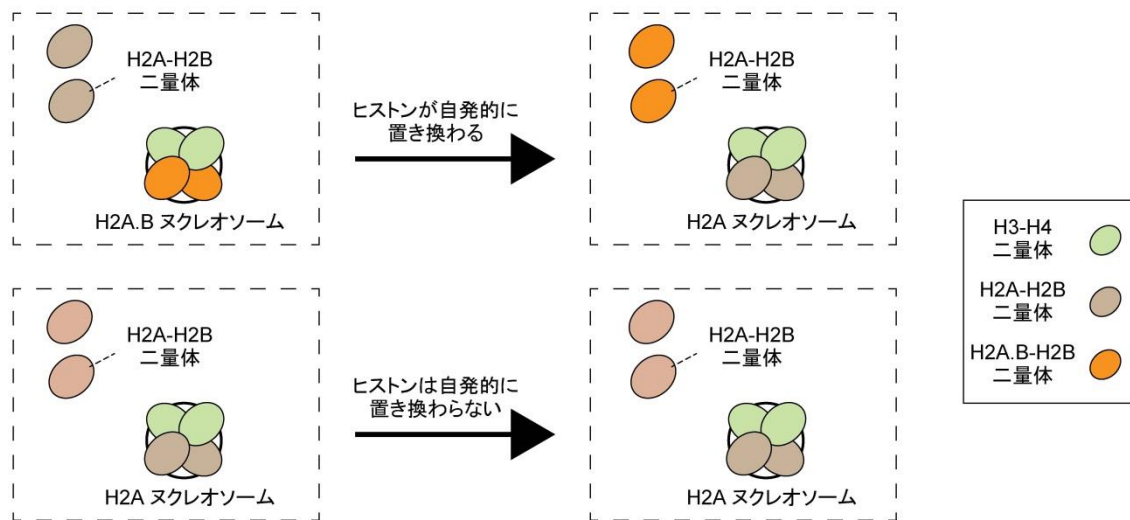 H2A-H2B
二量体
H2A.B ヌクレオソーム
ヒストンが自発的に
置き換わる
H2A-H2B
二量体
H2A ヌクレオソーム
H2A-H2B
二量体
H2A ヌクレオソーム
ヒストンは自発的に
置き換わらない
H2A-H2B
二量体
H2A ヌクレオソーム
H3-H4
二量体
H2A-H2B
二量体
H2A.B-H2B
二量体